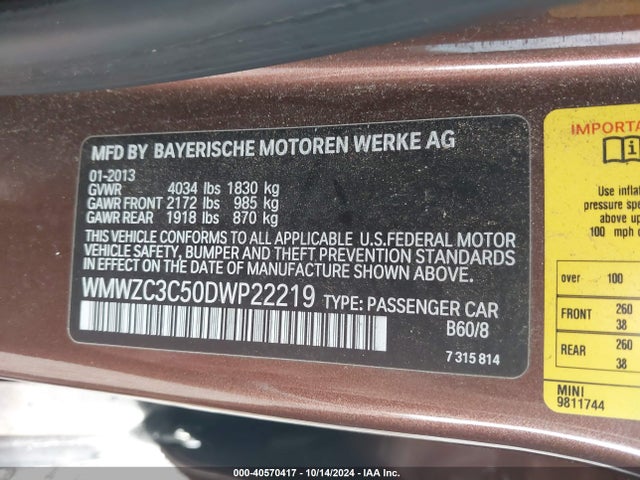 MFD BY BAYERISCHE MOTOREN WERKE AG
01-2013
GVWR 4034 lbs 1830 kg
GAWR FRONT 2172 lbs 985 kg
GAWR REAR 1918 lbs 870 kg
THIS VEHICLE CONFORMS TO ALL APPLICABLE U.S.FEDERAL MOTOR
VEHICLE SAFETY, BUMPER AND THEFT PREVENTION STANDARDS
IN EFFECT ON THE DATE OF MANUFACTURE SHOWN ABOVE.
WMWZC3C50DWP22219 TYPE: PASSENGER CAR
B60/8
7 315 814
IMPORTA
i
Use inflat
pressure spe
above up
100 mph o
over 100
FRONT 260
38
REAR 260
38
MINI
9811744
000-40570417 - 10/14/2024 - IAA Inc.